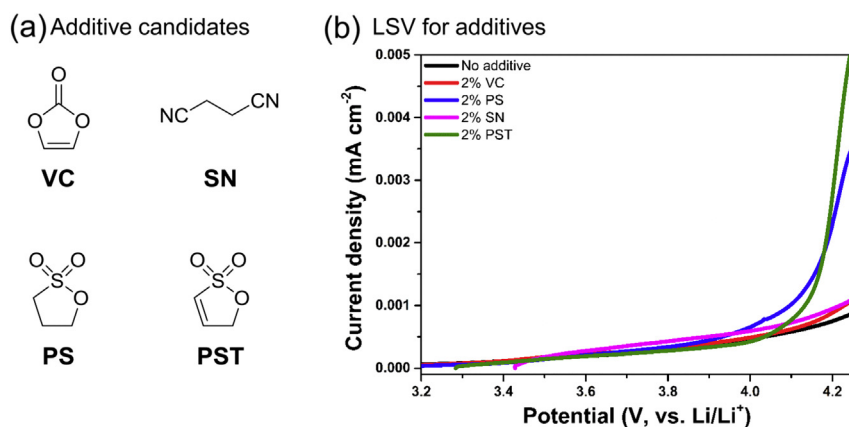 (a) Additive candidates
O
O O
VC
NC CN
SN
O O
S
O
PS
O O
S
O
PST
(b) LSV for additives
Current density (mA cm⁻²)
0.005
0.004
0.003
0.002
0.001
0.000
No additive
2% VC
2% PS
2% SN
2% PST
3.2 3.4 3.6 3.8 4.0 4.2
Potential (V, vs. Li/Li⁺)